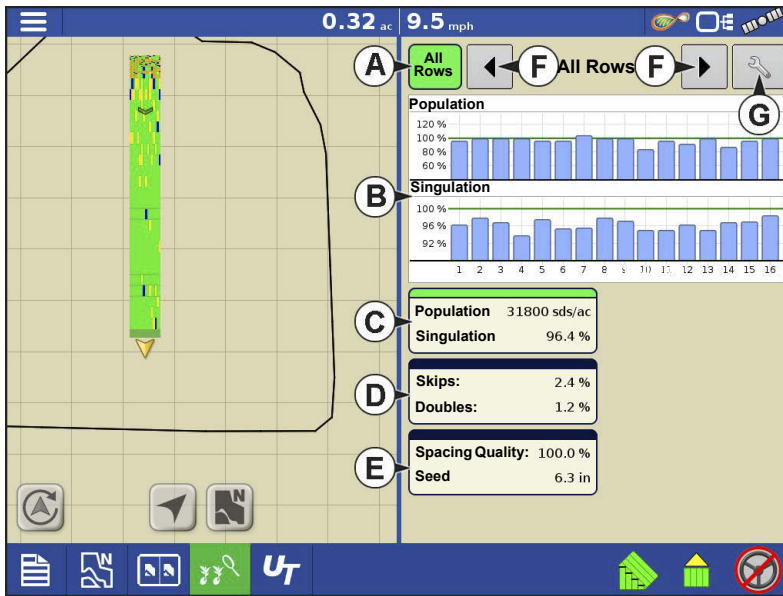 0.32 ac 9.5 mph
A All Rows F All Rows F
G
Population
120 %
100 %
80 %
60 %
B Singulation
100 %
96 %
92 %
1 2 3 4 5 6 7 8 9 10 11 12 13 14 15 16
C Population 31800 sds/ac
Singulation 96.4 %
D Skips: 2.4 %
Doubles: 1.2 %
E Spacing Quality: 100.0 %
Seed 6.3 in
N
N UT